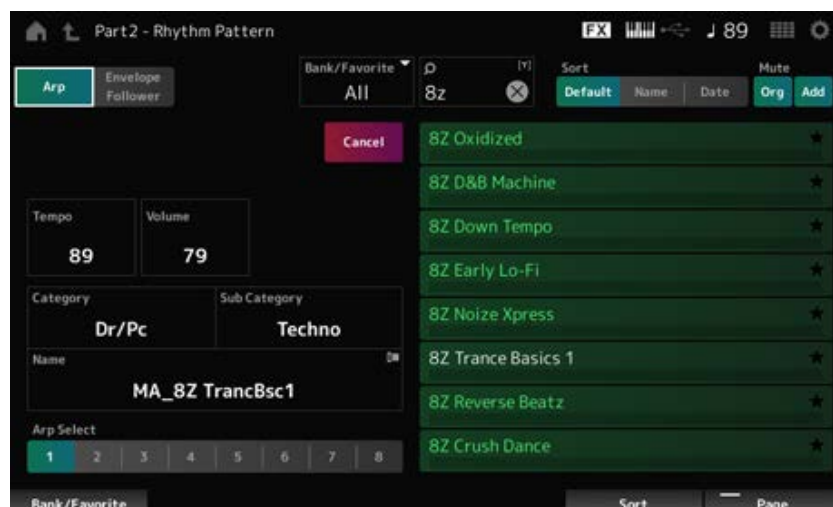 Part2 - Rhythm Pattern
FX
♩ 89
Arp
Envelope
Follower
Bank/Favorite
All
[Y]
8z
Sort
Default Name Date
Mute
Org Add
Cancel
8Z Oxidized
8Z D&B Machine
8Z Down Tempo
8Z Early Lo-Fi
8Z Noize Xpress
8Z Trance Basics 1
8Z Reverse Beatz
8Z Crush Dance
Tempo
89
Volume
79
Category
Dr/Pc
Sub Category
Techno
Name
MA_8Z TrancBsc1
Arp Select
1 2 3 4 5 6 7 8
Bank/Favorite
Sort
Page